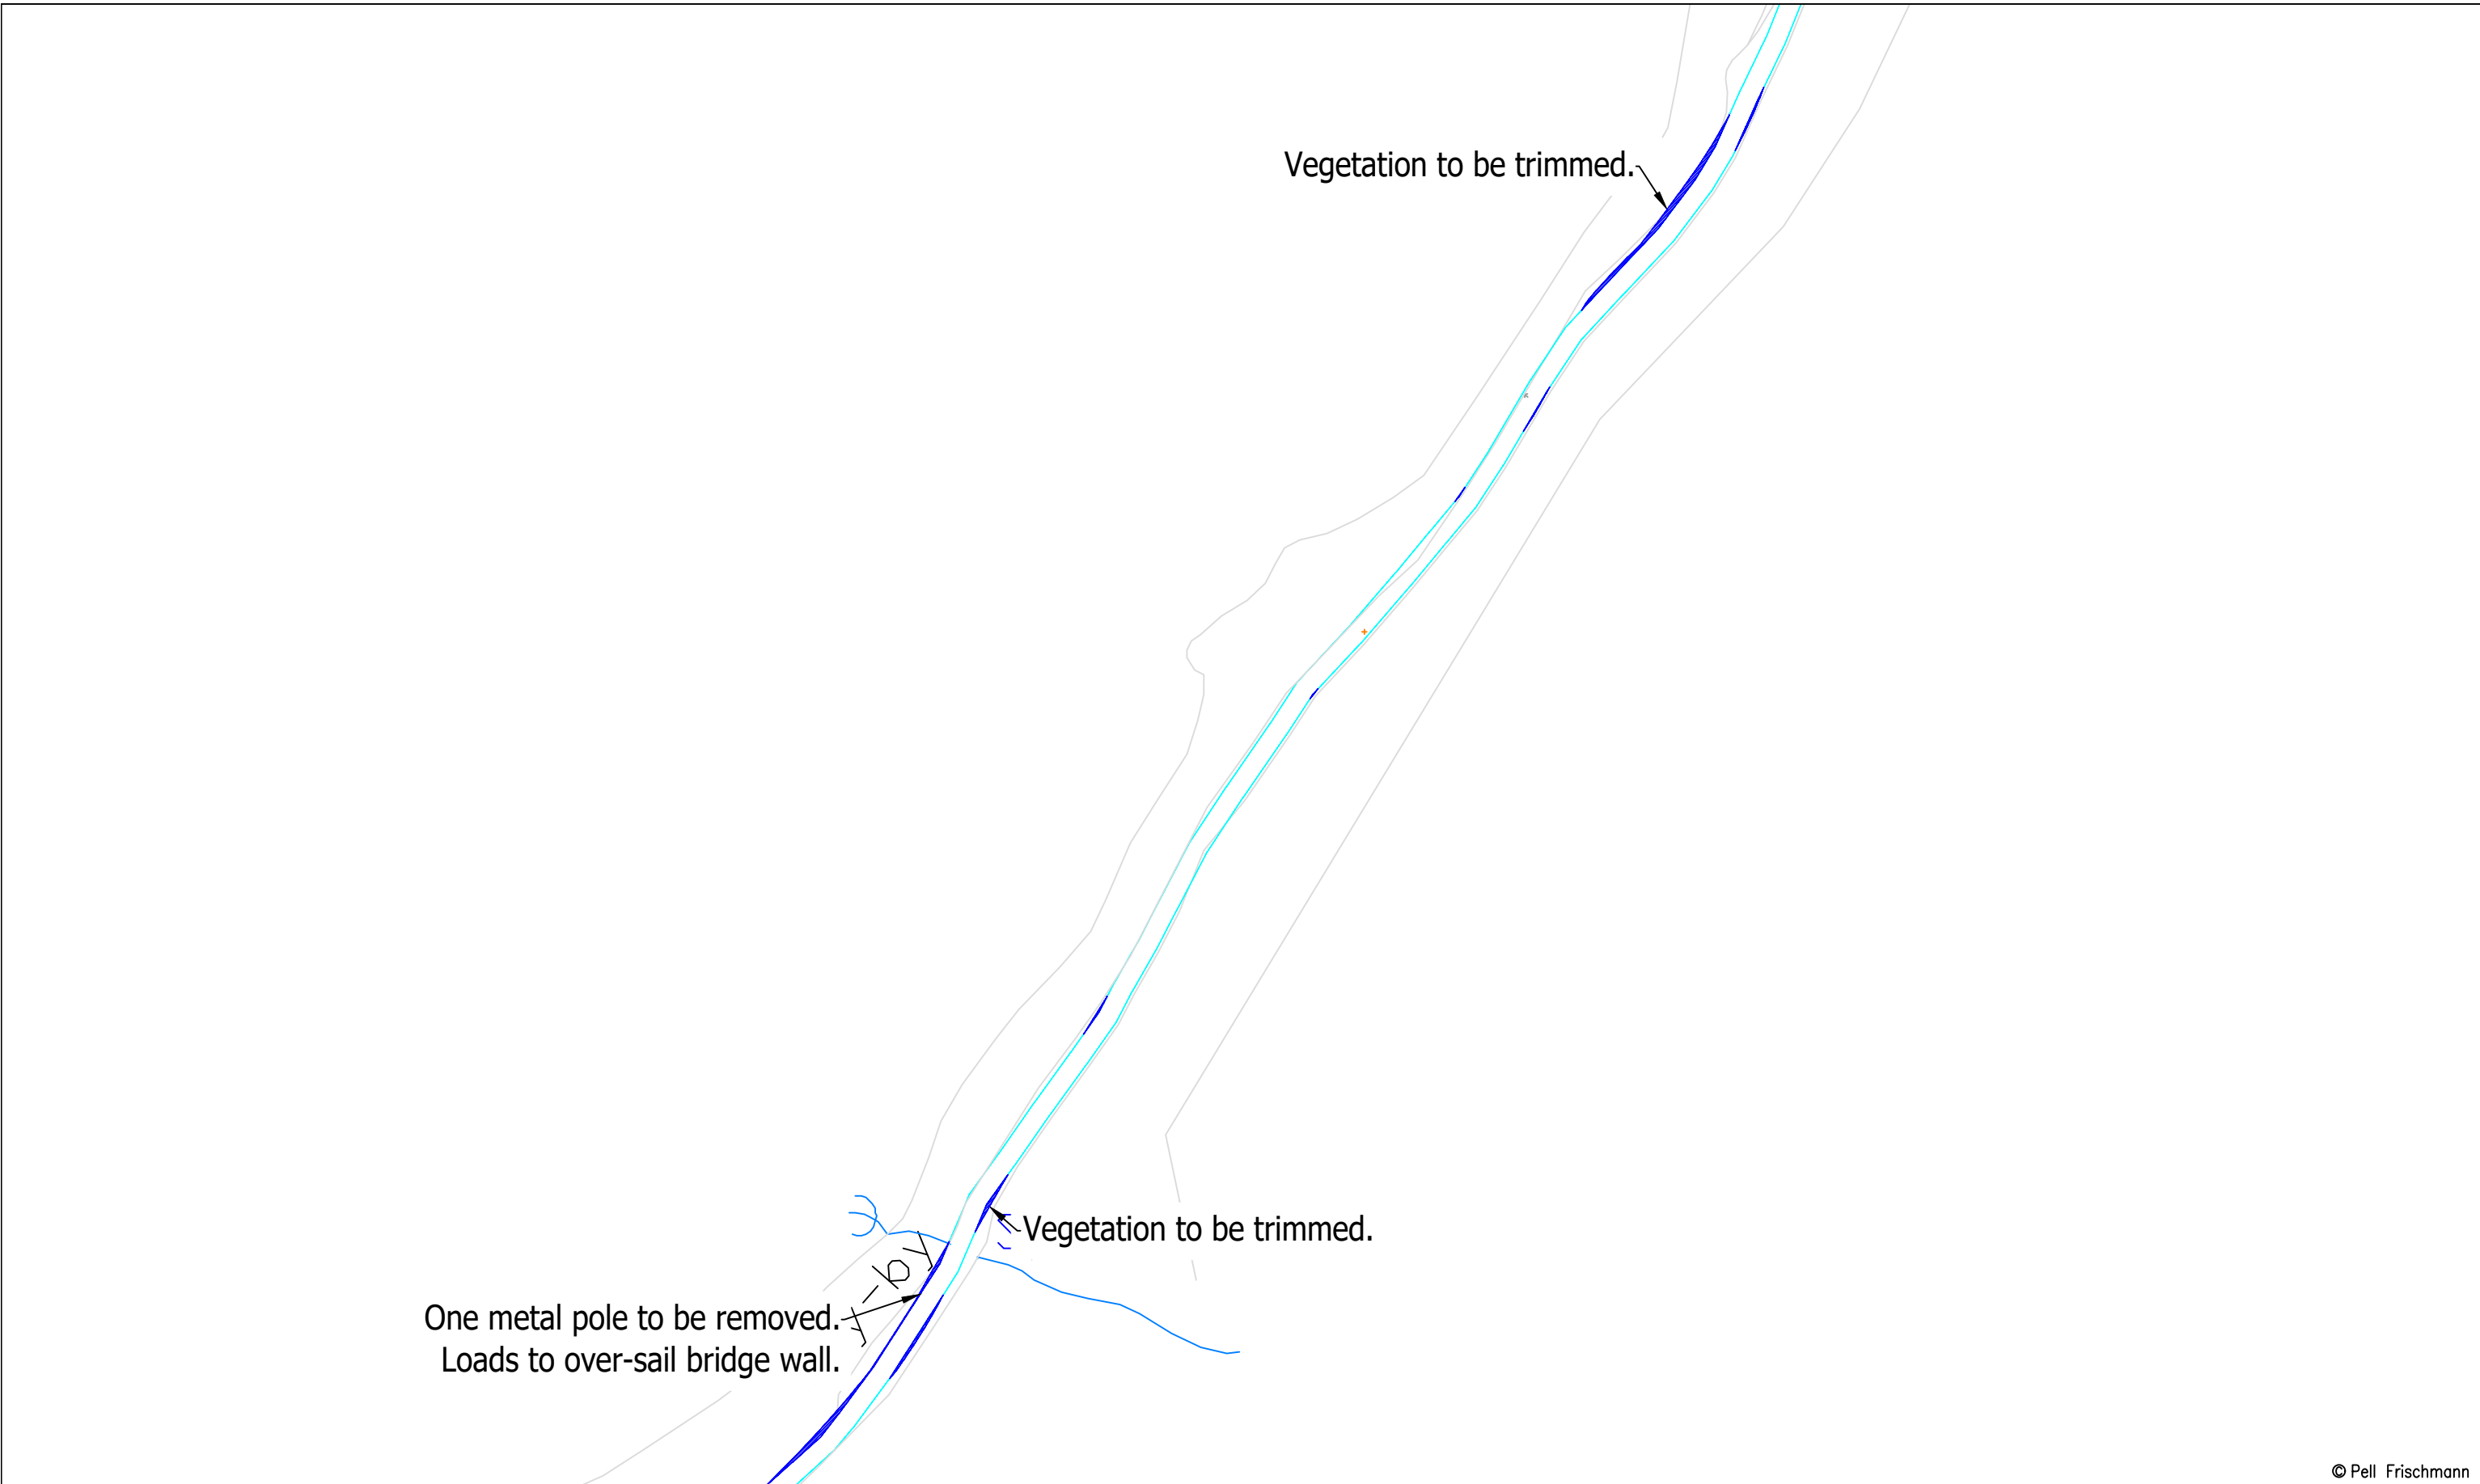 Vegetation to be trimmed.
Vegetation to be trimmed.
One metal pole to be removed.
Loads to over-sail bridge wall.
© Pell Frischmann